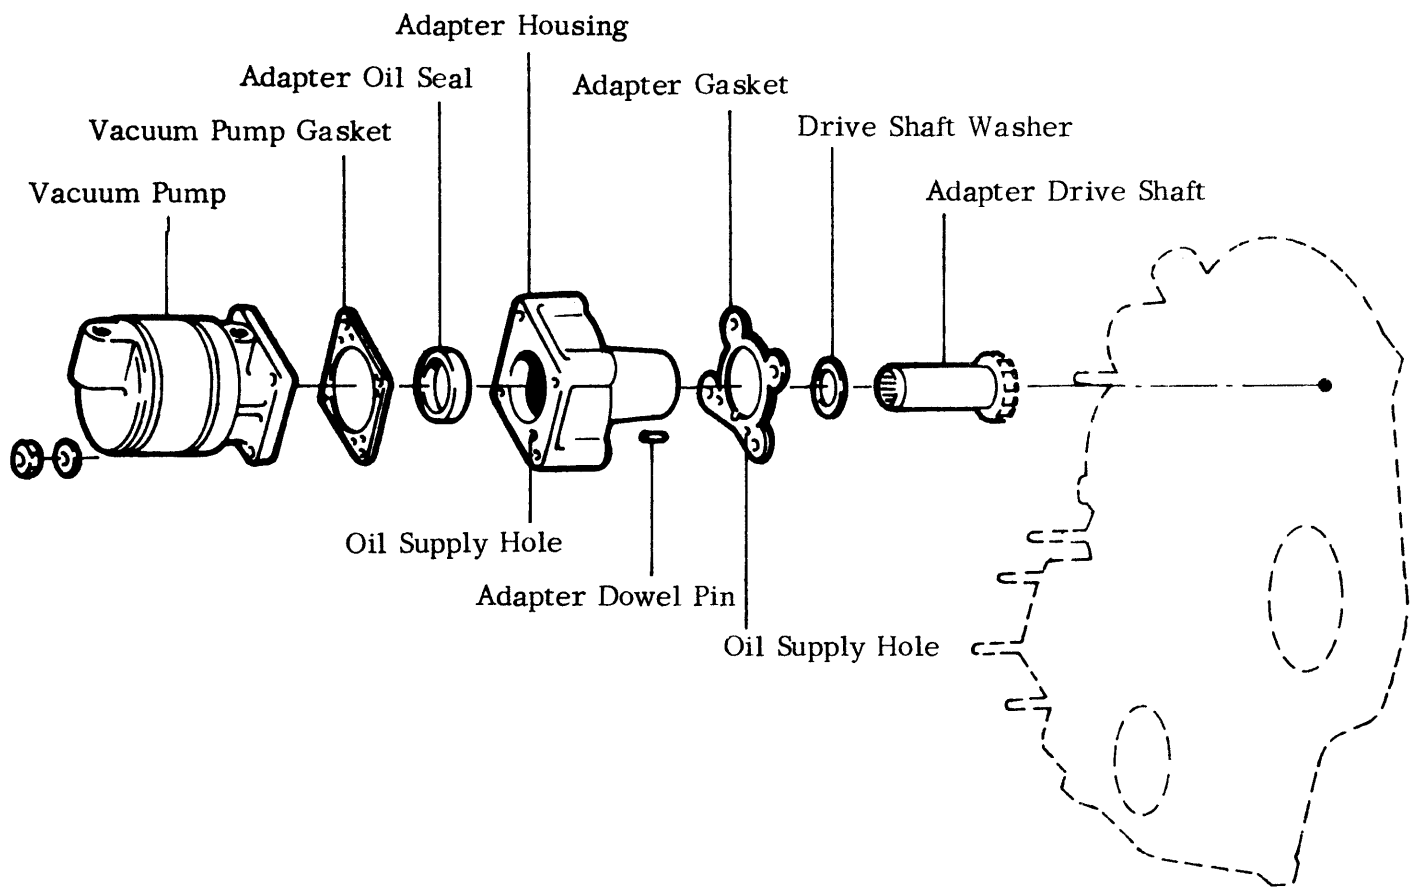 Adapter Housing
Adapter Oil Seal
Adapter Gasket
Vacuum Pump Gasket
Drive Shaft Washer
Vacuum Pump
Adapter Drive Shaft
Oil Supply Hole
Adapter Dowel Pin
Oil Supply Hole